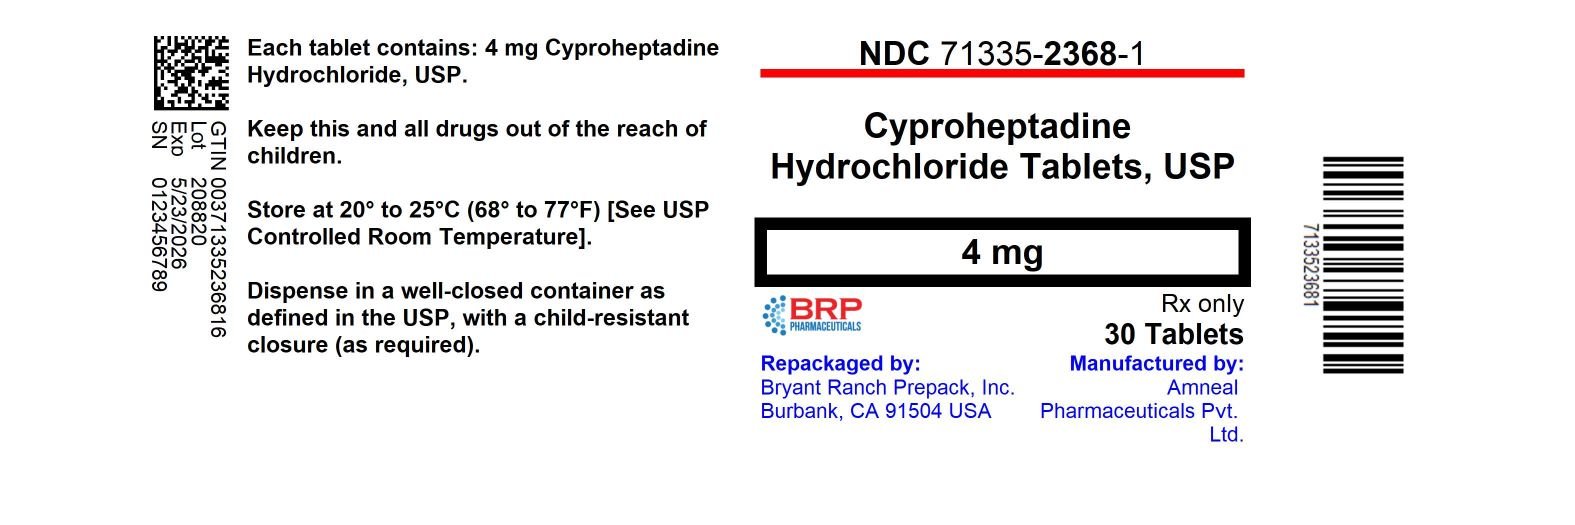 Each tablet contains: 4 mg Cyproheptadine
Hydrochloride, USP.
Keep this and all drugs out of the reach of
children.
Store at 20° to 25°C (68° to 77°F) [See USP
Controlled Room Temperature].
Dispense in a well-closed container as
defined in the USP, with a child-resistant
closure (as required).
GTIN 00371335236816
Lot 208820
Exp 5/23/2026
SN 0123456789
NDC 71335-2368-1
Cyproheptadine
Hydrochloride Tablets, USP
4 mg
BRP
PHARMACEUTICALS
Rx only
30 Tablets
Repackaged by:
Bryant Ranch Prepack, Inc.
Burbank, CA 91504 USA
Manufactured by:
Amneal
Pharmaceuticals Pvt.
Ltd.
7133523681